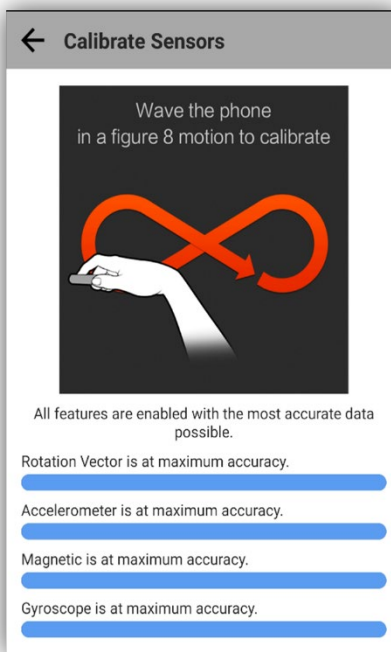 Calibrate Sensors
Wave the phone
in a figure 8 motion to calibrate
All features are enabled with the most accurate data
possible.
Rotation Vector is at maximum accuracy.
Accelerometer is at maximum accuracy.
Magnetic is at maximum accuracy.
Gyroscope is at maximum accuracy.